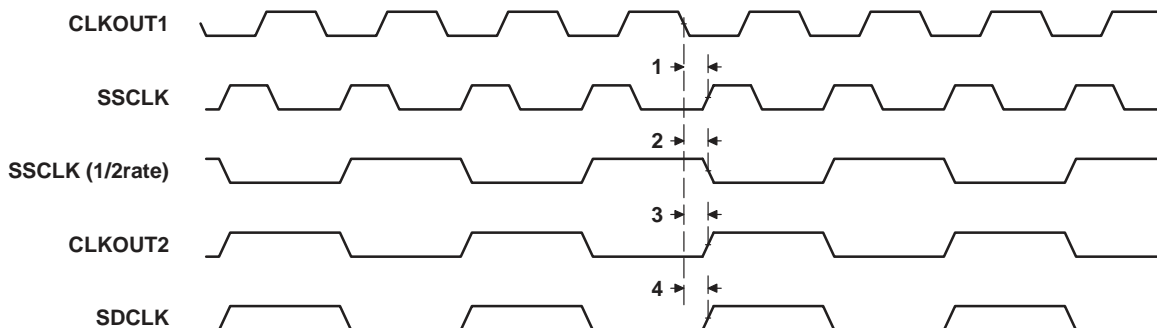 CLKOUT1
1
SSCLK
2
SSCLK (1/2rate)
3
CLKOUT2
4
SDCLK